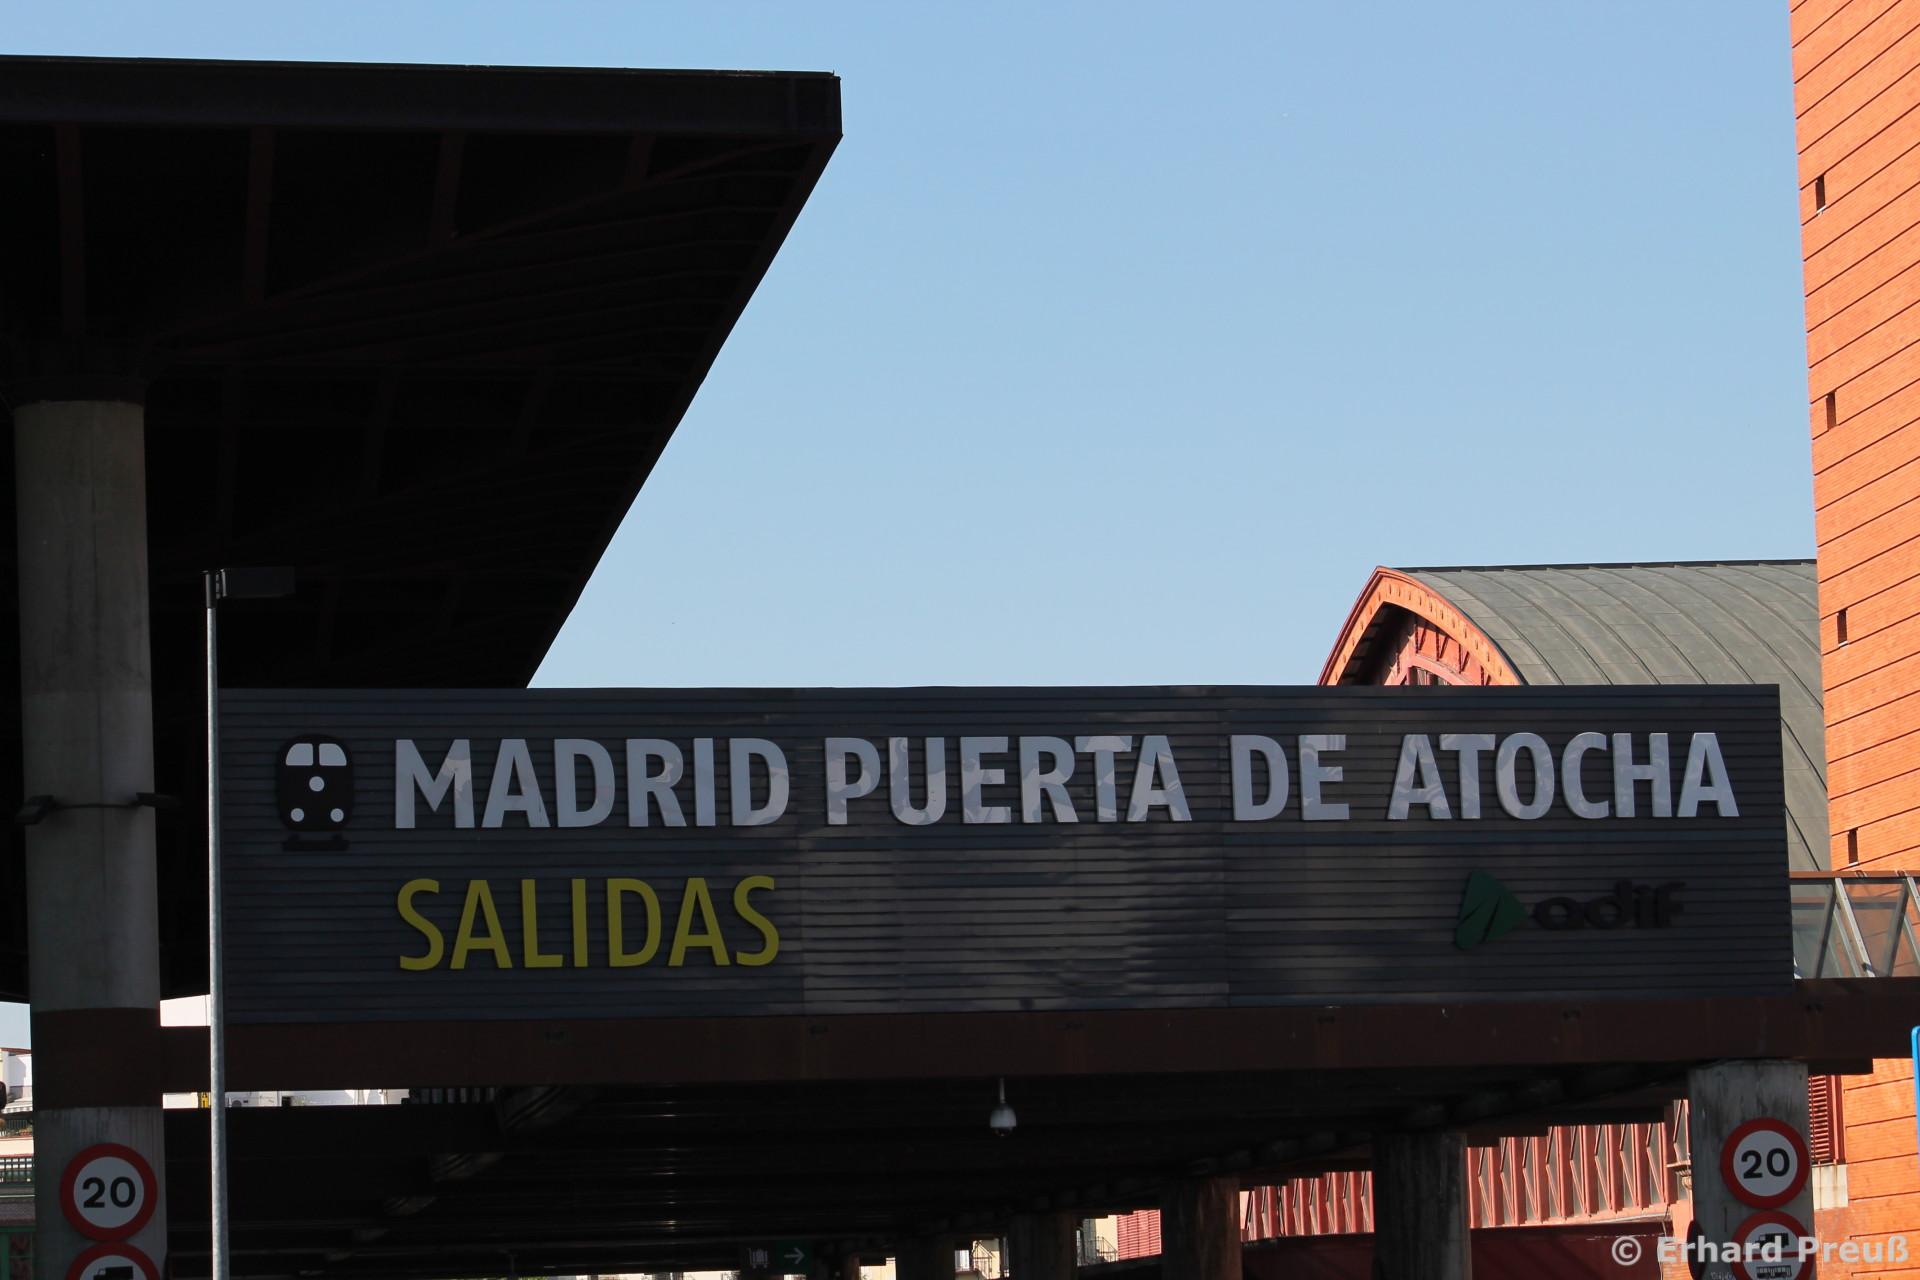 MADRID PUERTA DE ATOCHA
SALIDAS
adif
20
20
© Erhard Preuß